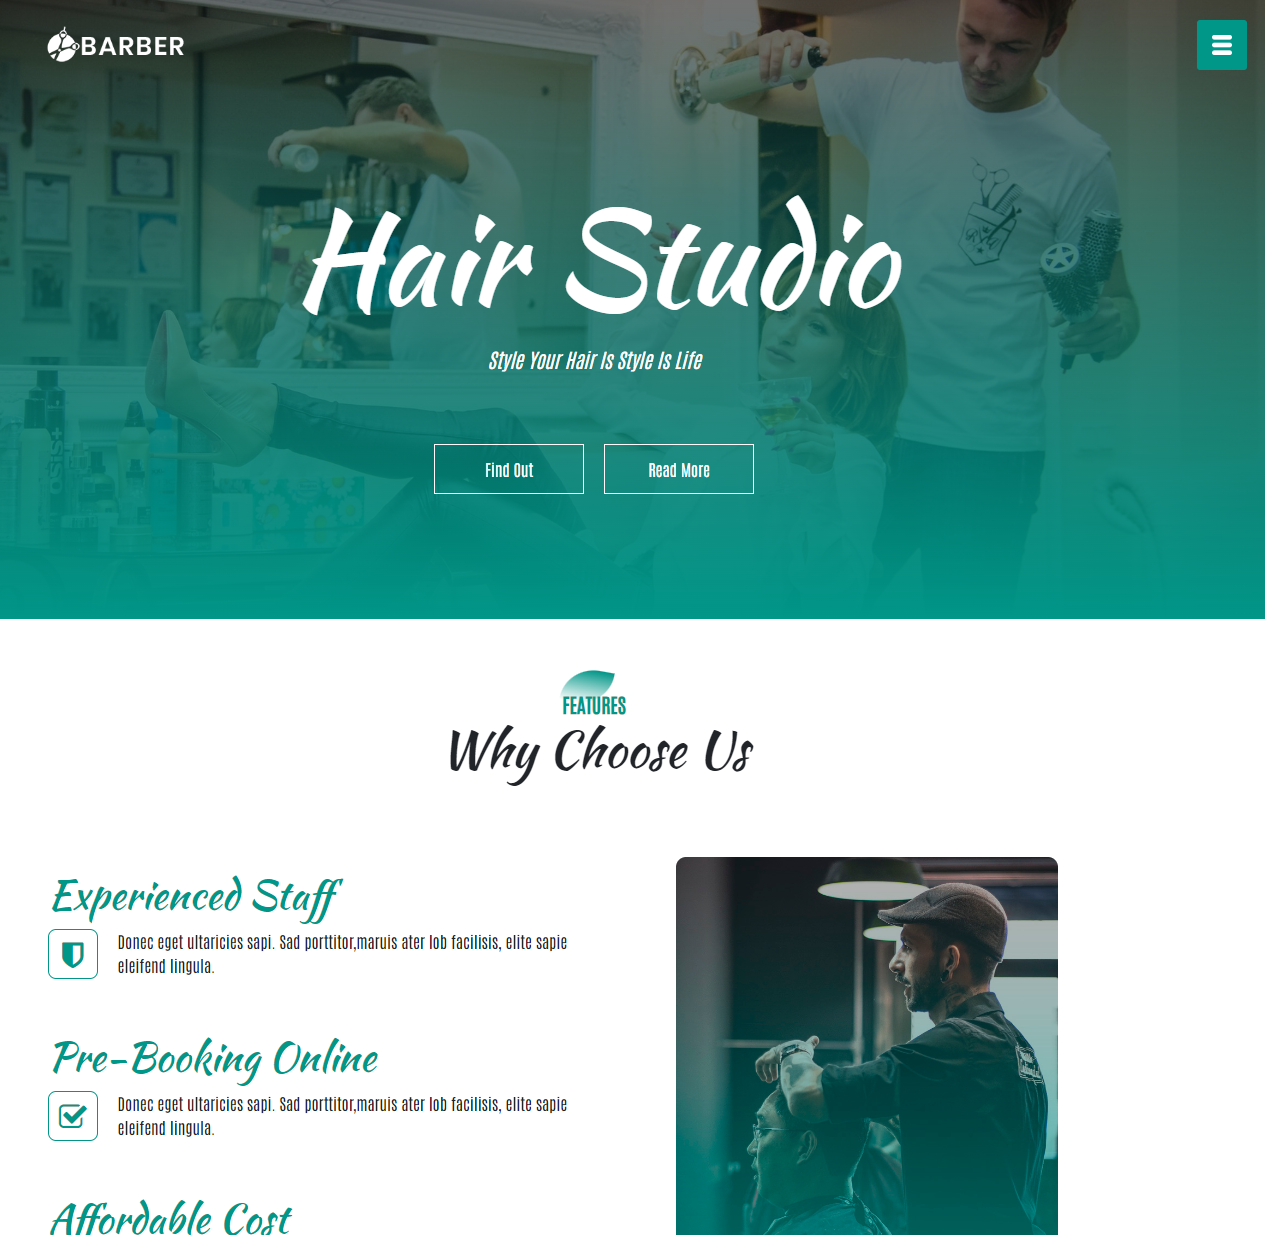 BARBER
Hair Studio
Style Your Hair Is Style Is Life
Find Out
Read More
FEATURES
Why Choose Us
Experienced Staff
Donec eget ultaricies sapi. Sad porttitor,maruis ater lob facilisis, elite sapie
eleifend lingula.
Pre-Booking Online
Donec eget ultaricies sapi. Sad porttitor,maruis ater lob facilisis, elite sapie
eleifend lingula.
Affordable Cost